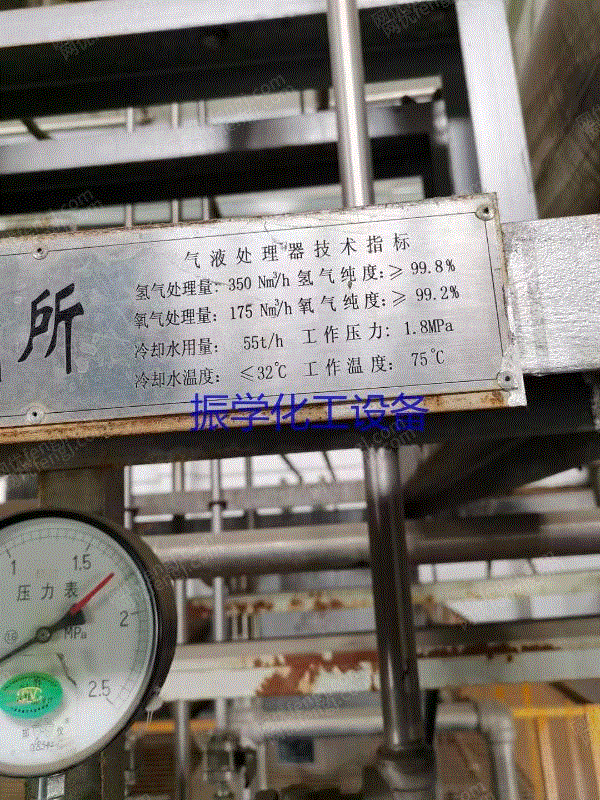 气液处理器技术指标
氢气处理量: 350 Nm³/h 氢气纯度:≥ 99.8%
氧气处理量: 175 Nm³/h 氧气纯度:≥ 99.2%
冷却水用量: 55t/h 工作压力: 1.8MPa
冷却水温度: ≤32℃ 工作温度: 75℃
所
振学化工设备
1
1.5
压力表
2
MPa
2.5